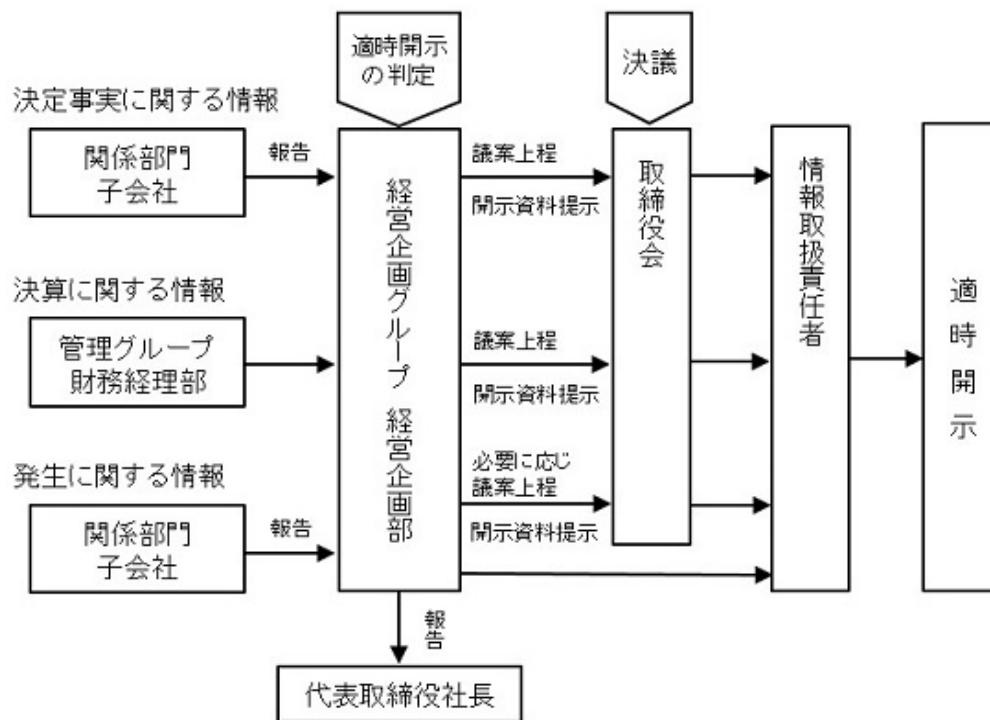 適時開示
の判定
決議
決定事実に関する情報
関係部門
子会社
報告
経営企画グループ 経営企画部
議案上程
開示資料提示
取締役会
情報取扱責任者
適時開示
決算に関する情報
管理グループ
財務経理部
議案上程
開示資料提示
発生に関する情報
関係部門
子会社
報告
必要に応じ
議案上程
開示資料提示
報告
代表取締役社長